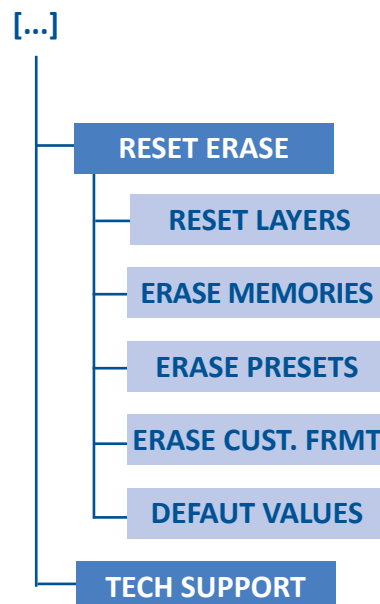 [...]
RESET ERASE
RESET LAYERS
ERASE MEMORIES
ERASE PRESETS
ERASE CUST. FRMT
DEFAUT VALUES
TECH SUPPORT